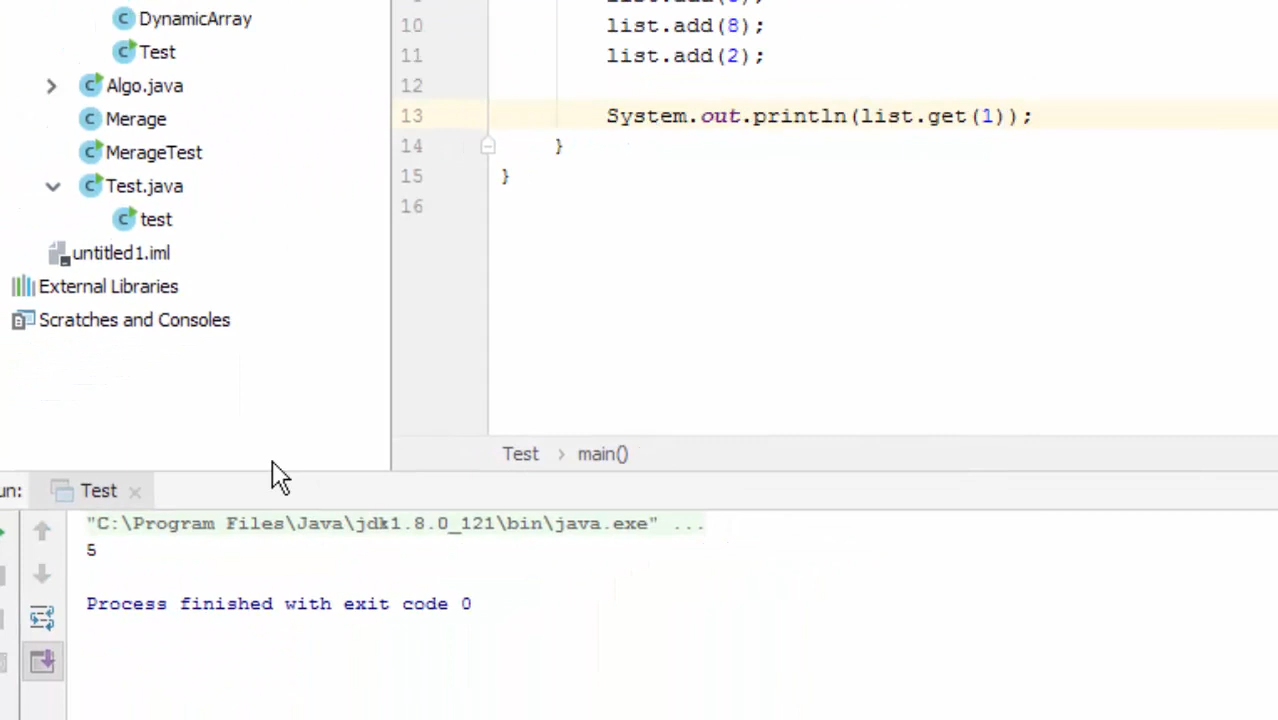 DynamicArray
Test
Algo.java
Merage
MerageTest
Test.java
test
untitled1.iml
External Libraries
Scratches and Consoles
10 list.add(8);
11 list.add(2);
12
13 System.out.println(list.get(1));
14 }
15 }
16
Test > main()
un: Test
"C:\Program Files\Java\jdk1.8.0_121\bin\java.exe" ...
5
Process finished with exit code 0